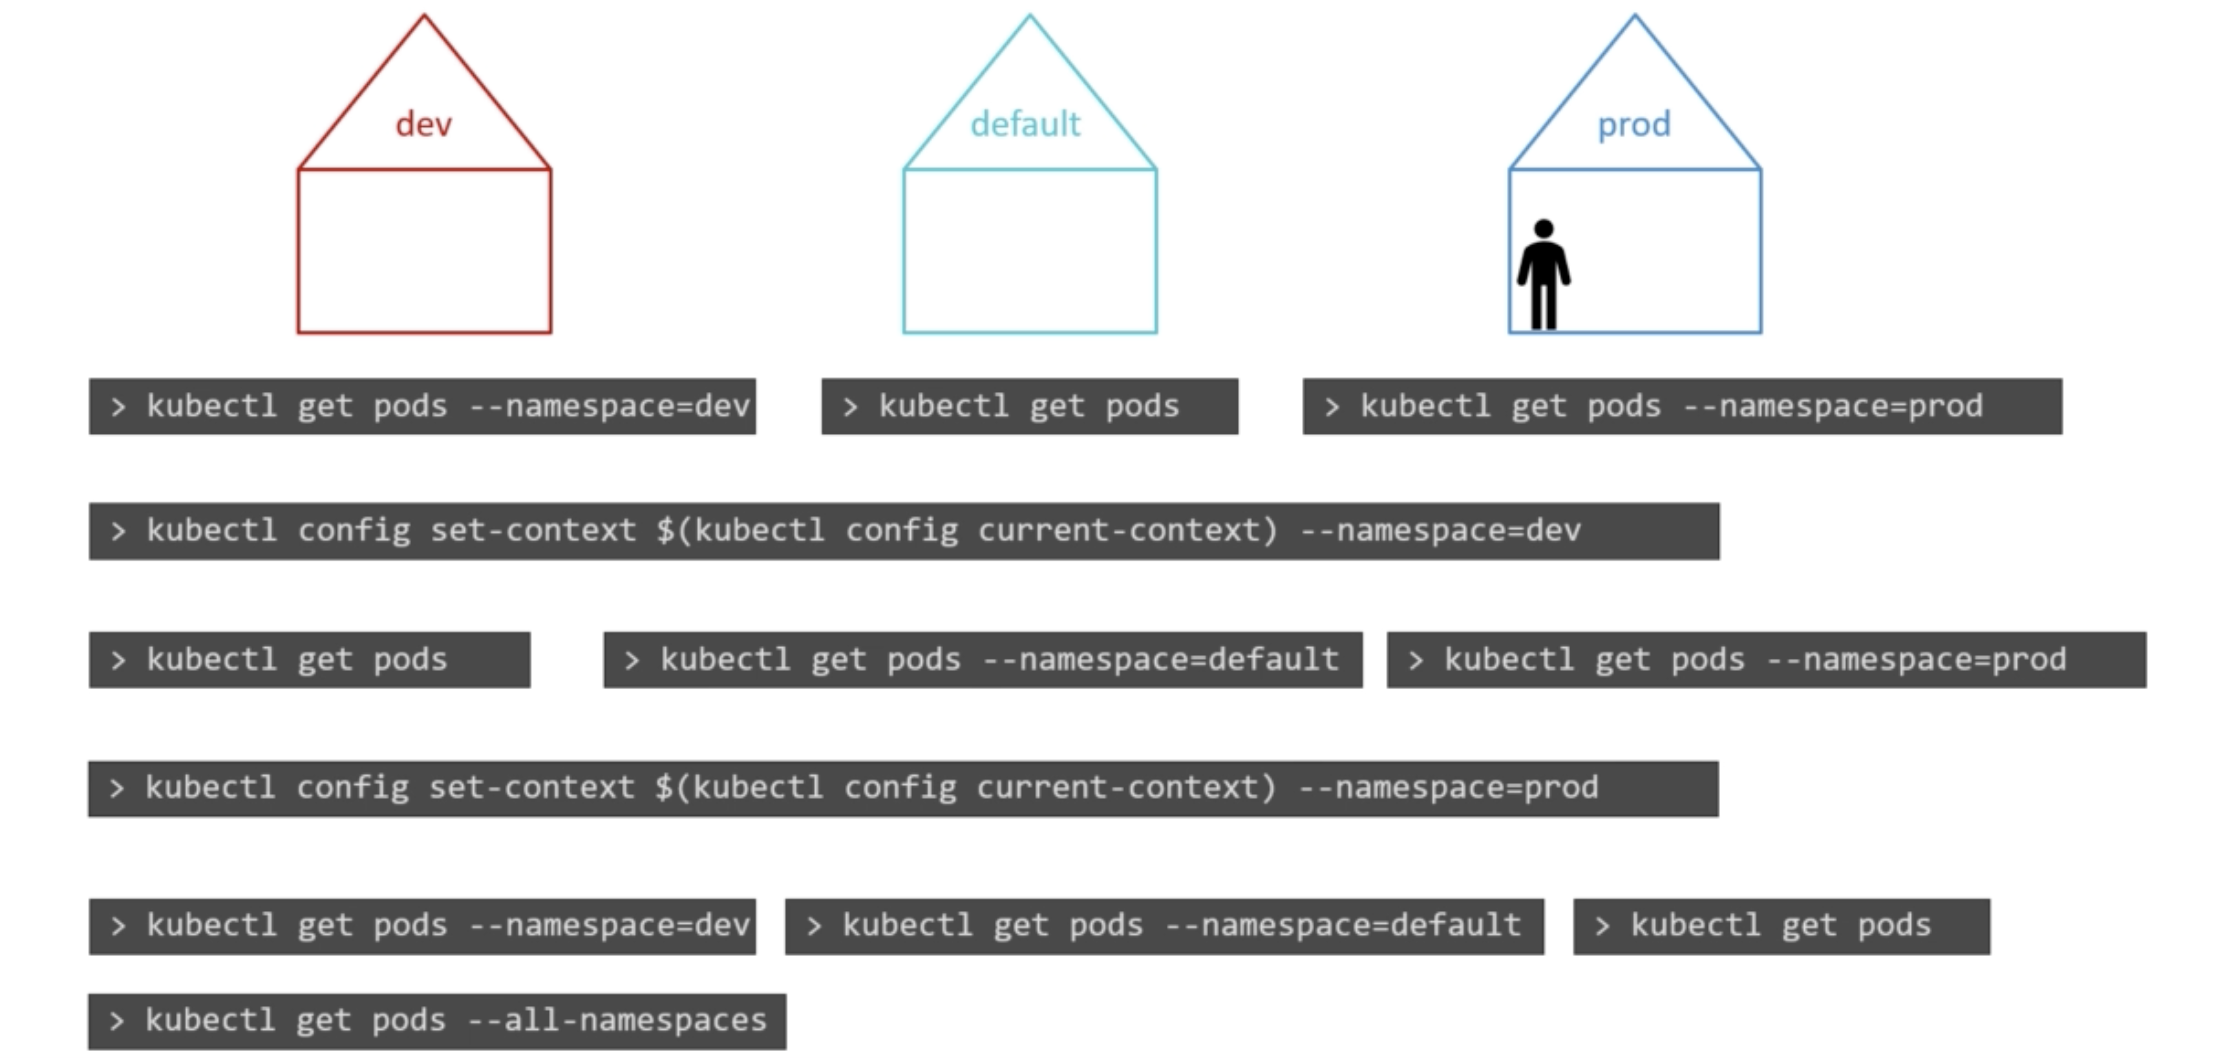 dev
default
prod
> kubectl get pods --namespace=dev
> kubectl get pods
> kubectl get pods --namespace=prod
> kubectl config set-context $(kubectl config current-context) --namespace=dev
> kubectl get pods
> kubectl get pods --namespace=default
> kubectl get pods --namespace=prod
> kubectl config set-context $(kubectl config current-context) --namespace=prod
> kubectl get pods --namespace=dev
> kubectl get pods --namespace=default
> kubectl get pods
> kubectl get pods --all-namespaces